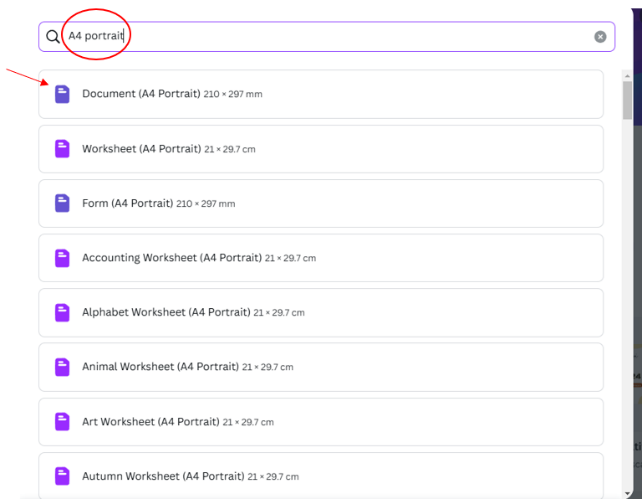 A4 portrait
Document (A4 Portrait) 210 × 297 mm
Worksheet (A4 Portrait) 21 × 29.7 cm
Form (A4 Portrait) 210 × 297 mm
Accounting Worksheet (A4 Portrait) 21 × 29.7 cm
Alphabet Worksheet (A4 Portrait) 21 × 29.7 cm
Animal Worksheet (A4 Portrait) 21 × 29.7 cm
Art Worksheet (A4 Portrait) 21 × 29.7 cm
Autumn Worksheet (A4 Portrait) 21 × 29.7 cm